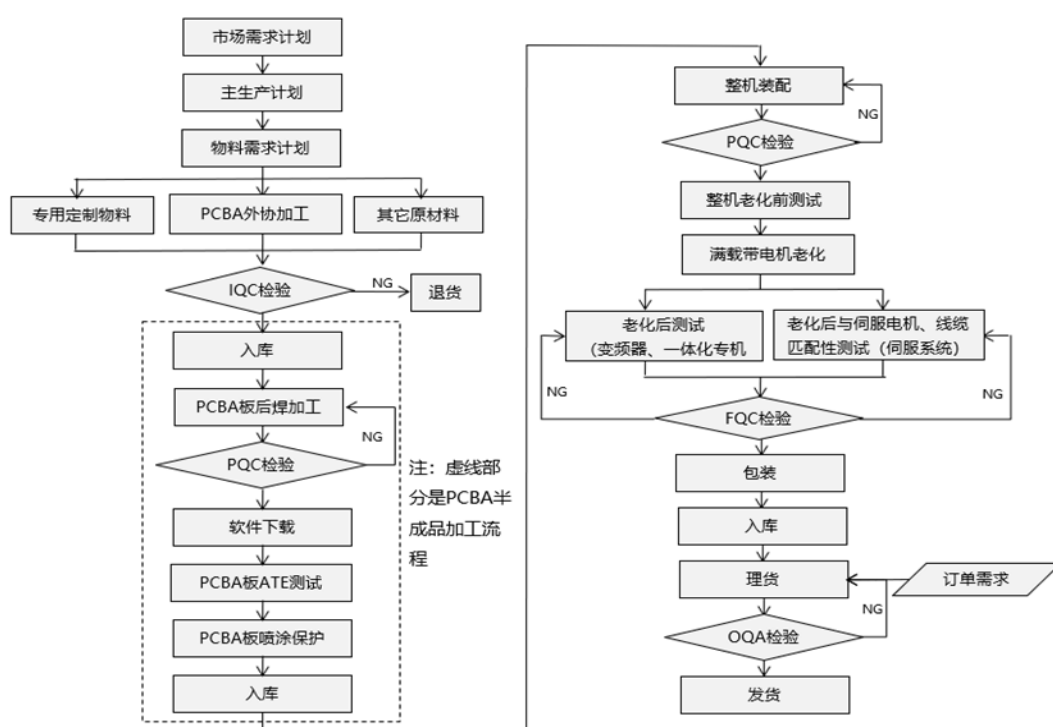 市场需求计划
主生产计划
物料需求计划
专用定制物料
PCBA外协加工
其它原材料
IQC检验
NG
退货
入库
PCBA板后焊加工
NG
PQC检验
软件下载
PCBA板ATE测试
PCBA板喷涂保护
入库
注：虚线部
分是PCBA半
成品加工流
程
整机装配
NG
PQC检验
整机老化前测试
满载带电机老化
老化后测试
（变频器、一体化专机
老化后与伺服电机、线缆
匹配性测试（伺服系统）
NG
NG
FQC检验
包装
入库
理货
订单需求
NG
OQA检验
发货